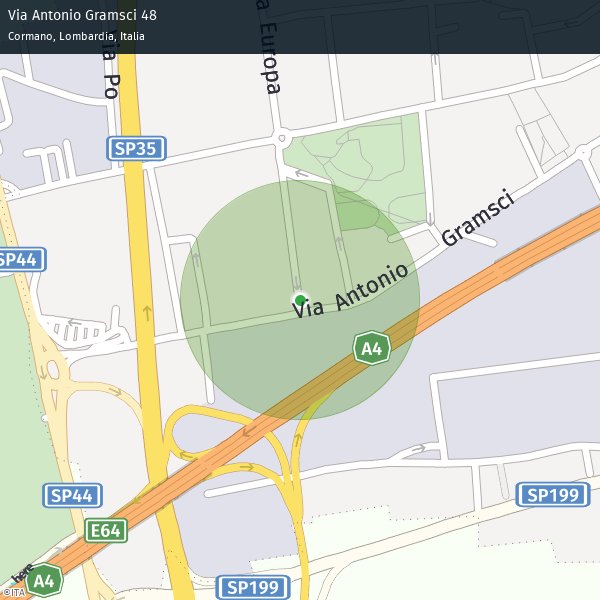 Via Antonio Gramsci 48
Cormano, Lombardia, Italia
Via Po
a Europa
SP35
Gramsci
SP44
Via Antonio
A4
SP44
SP199
E64
here
A4
SP199
©ITA